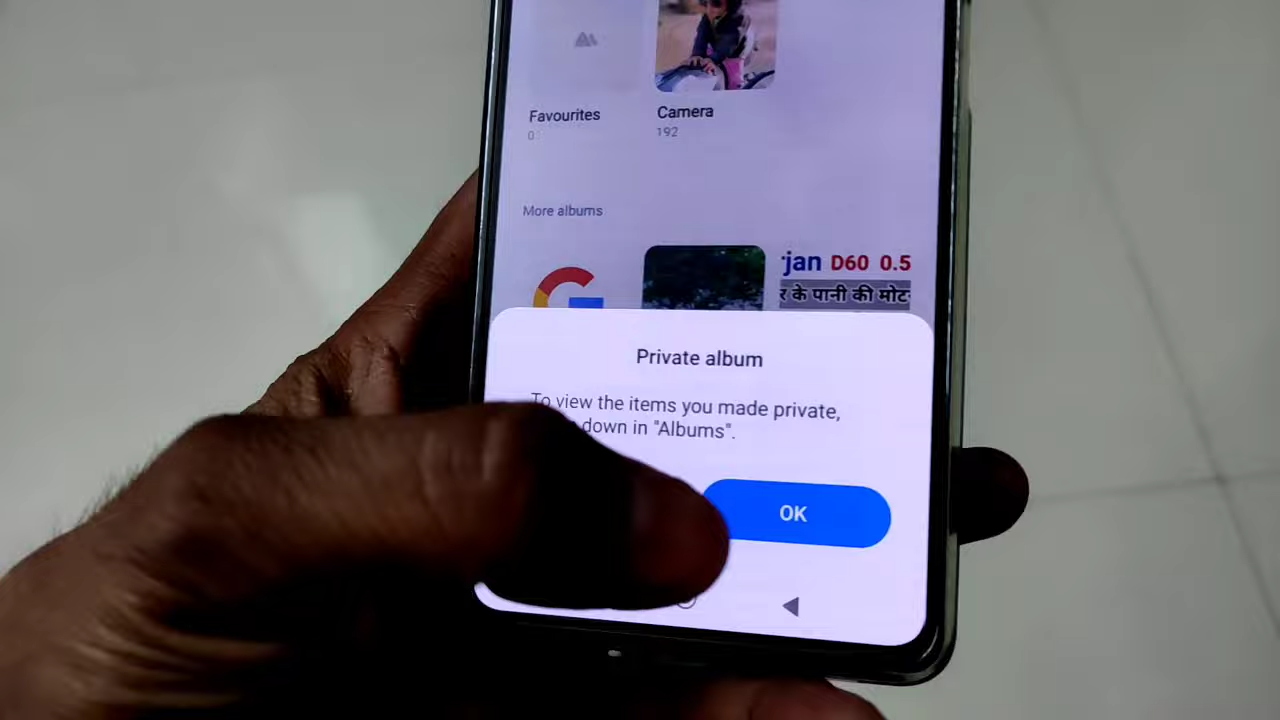 Favourites
0
Camera
192
More albums
jan D60 0.5
र के पानी की मोट
Private album
To view the items you made private,
down in "Albums".
OK